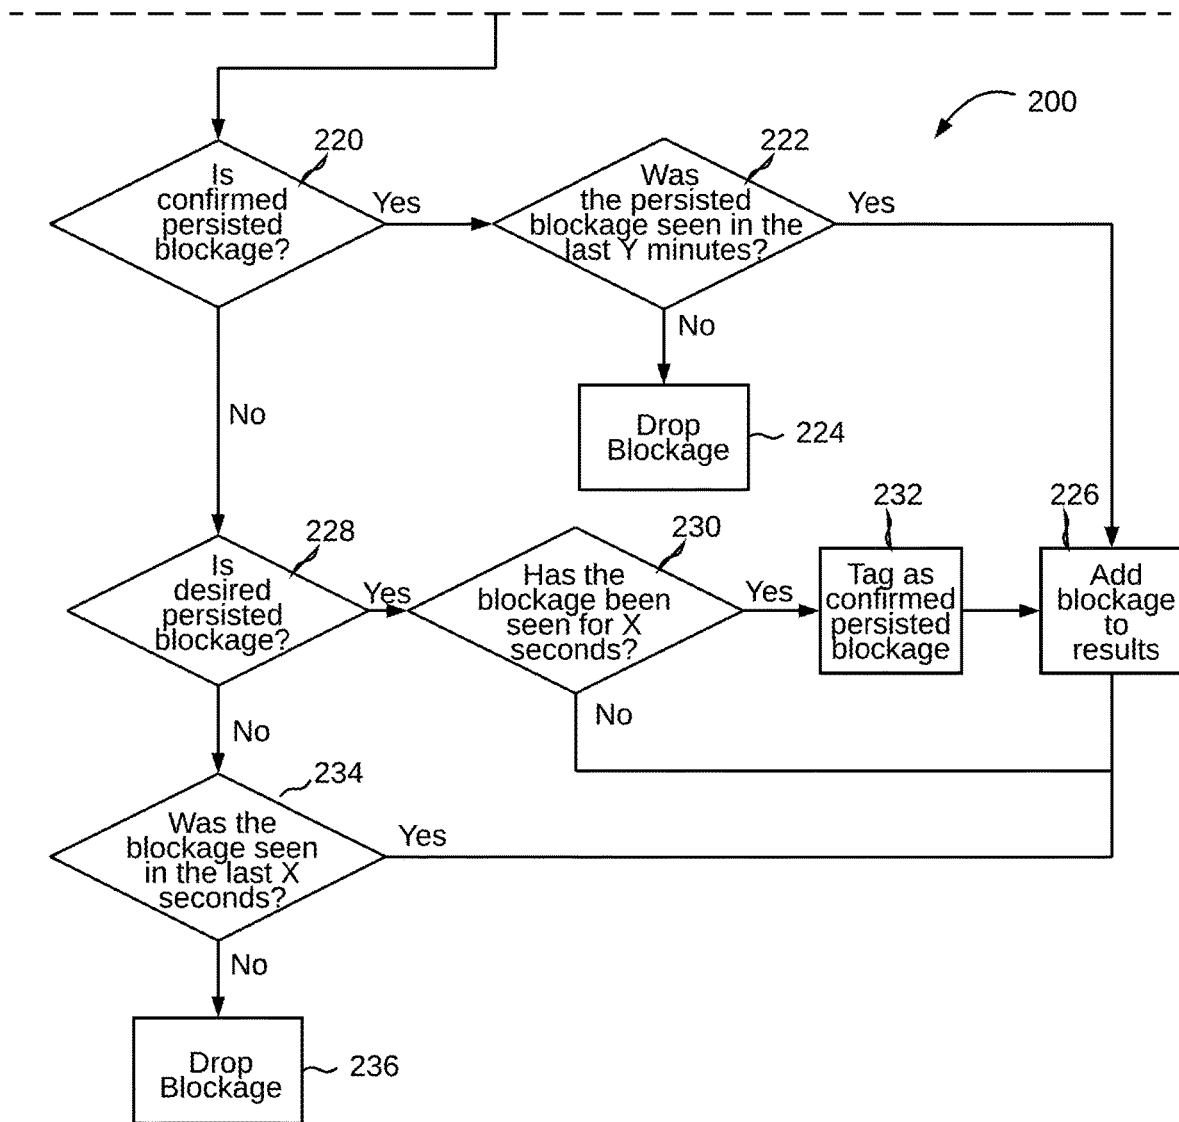 200
220
Is
confirmed
persisted
blockage?
Yes
222
Was
the persisted
blockage seen in the
last Y minutes?
Yes
No
Drop
Blockage
224
No
228
Is
desired
persisted
blockage?
Yes
230
Has the
blockage been
seen for X
seconds?
Yes
232
Tag as
confirmed
persisted
blockage
226
Add
blockage
to
results
No
No
234
Was the
blockage seen
in the last X
seconds?
Yes
No
Drop
Blockage
236